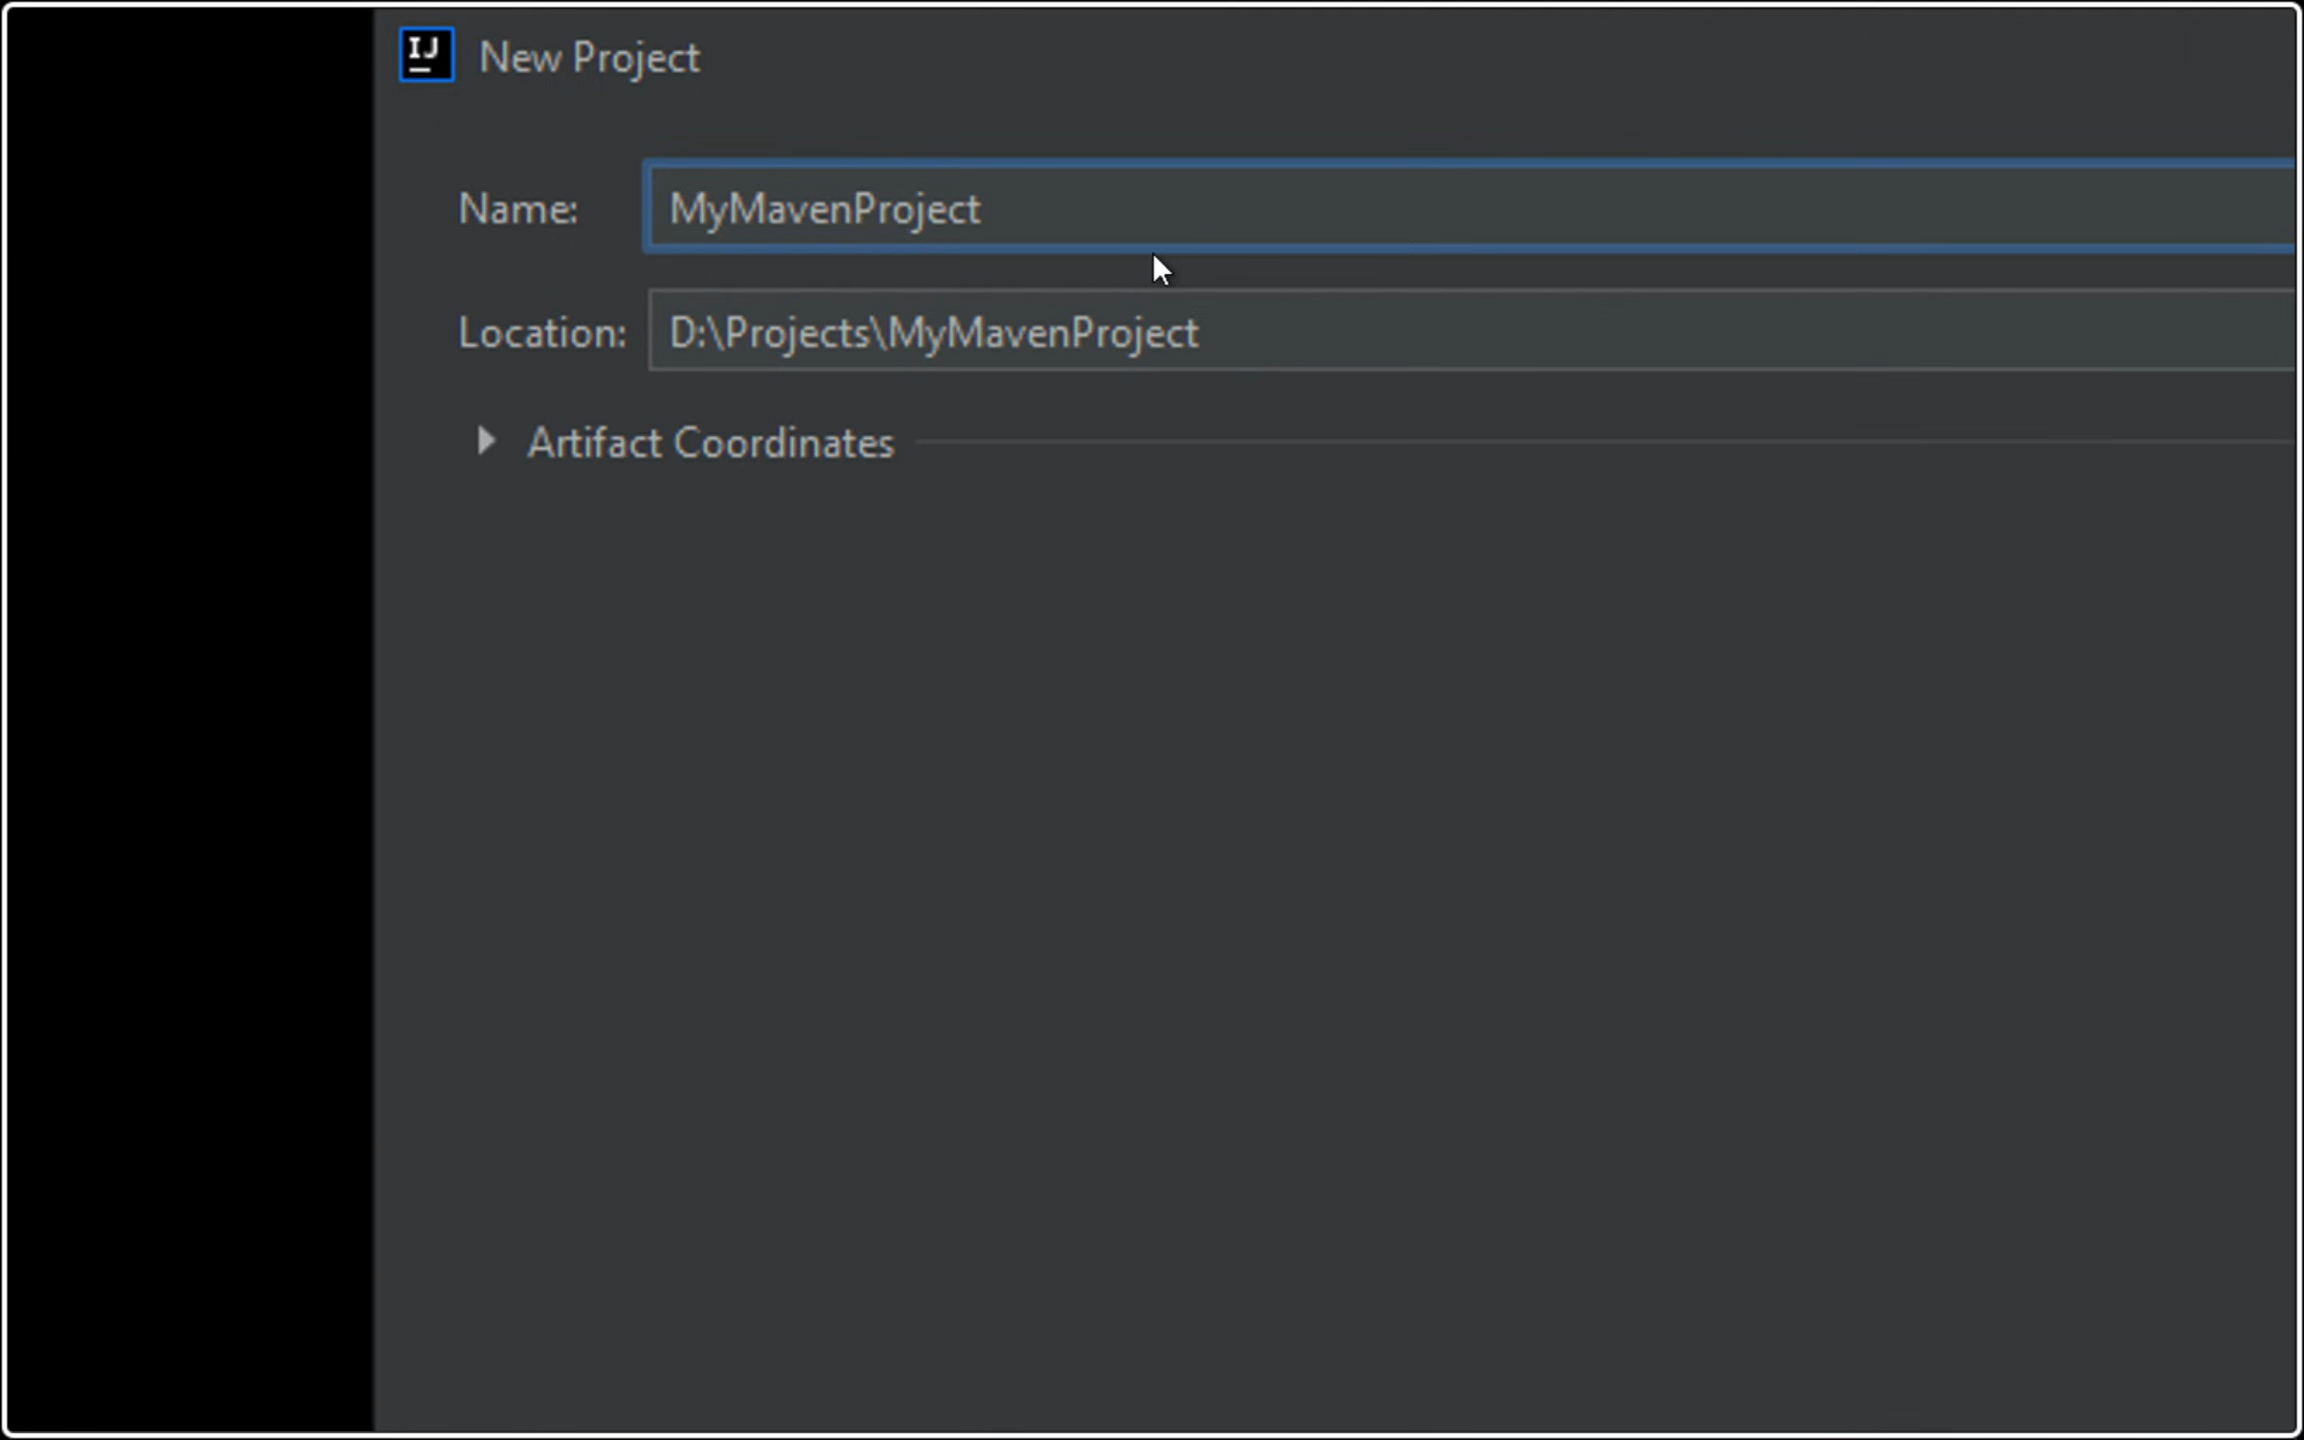 IJ New Project
Name: MyMavenProject
Location: D:\Projects\MyMavenProject
Artifact Coordinates